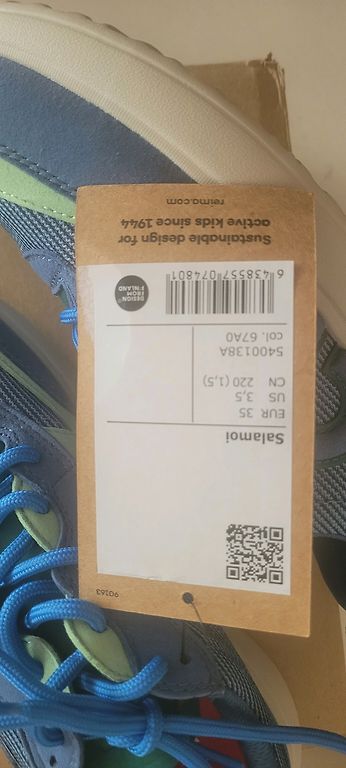 90163
Salamoi
EUR 35
US 3,5
CN 220 (1,5)
5400138A
col. 67A0
DESIGN
FROM
FINLAND
6 438557 074801
Sustainable design for
active kids since 1944
reima.com